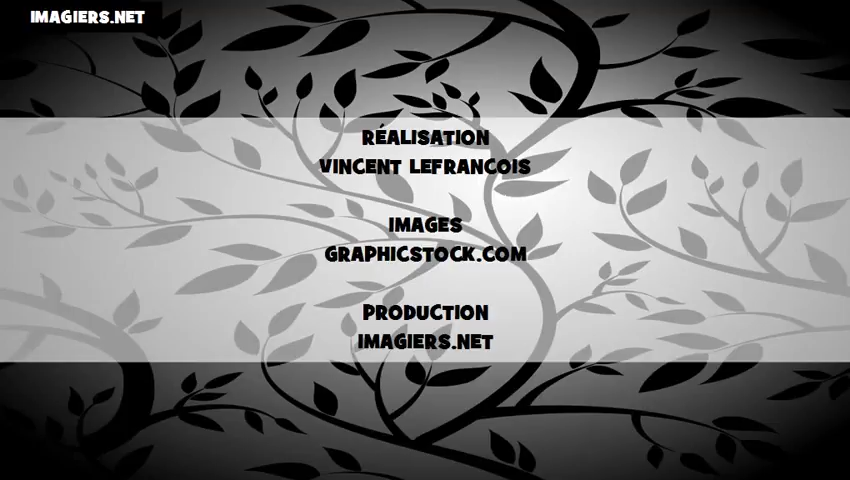 IMAGIERS.NET
RÉALISATION
VINCENT LEFRANCOIS
IMAGES
GRAPHICSTOCK.COM
PRODUCTION
IMAGIERS.NET